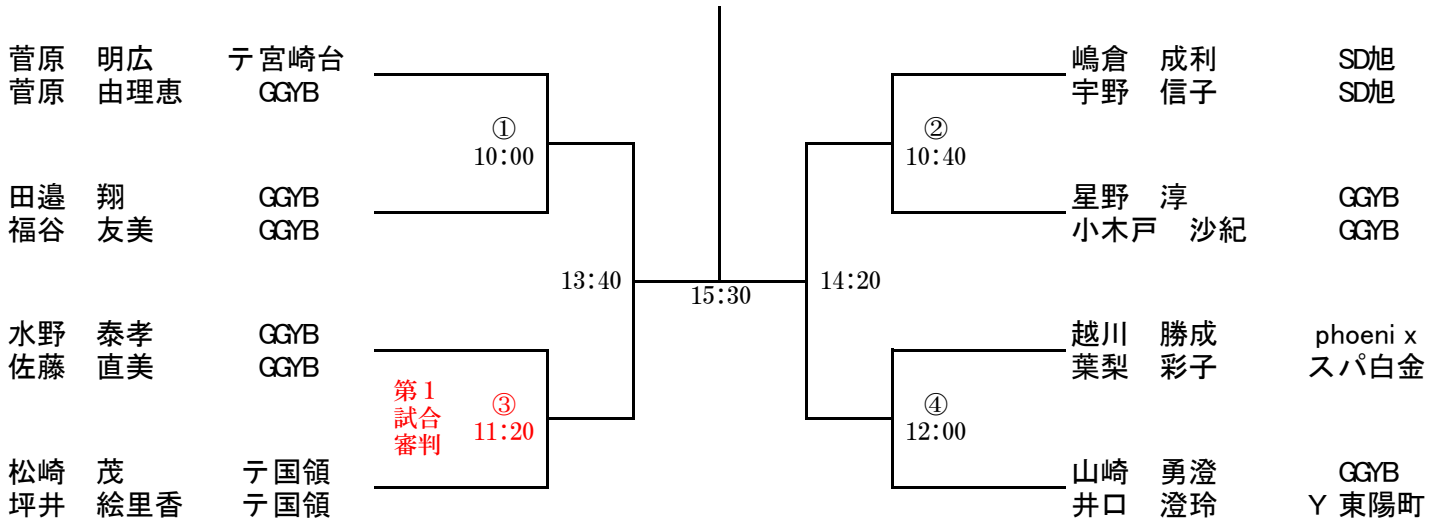 菅原　明広　テ宮崎台
菅原　由理恵　GGYB
①
10:00
田邉　翔　GGYB
福谷　友美　GGYB
13:40
水野　泰孝　GGYB
佐藤　直美　GGYB
第１
試合
審判
③
11:20
松崎　茂　テ国領
坪井　絵里香　テ国領
15:30
嶋倉　成利　SD旭
宇野　信子　SD旭
②
10:40
星野　淳　GGYB
小木戸　沙紀　GGYB
14:20
越川　勝成　phoenix
葉梨　彩子　スパ白金
④
12:00
山崎　勇澄　GGYB
井口　澄玲　Y 東陽町